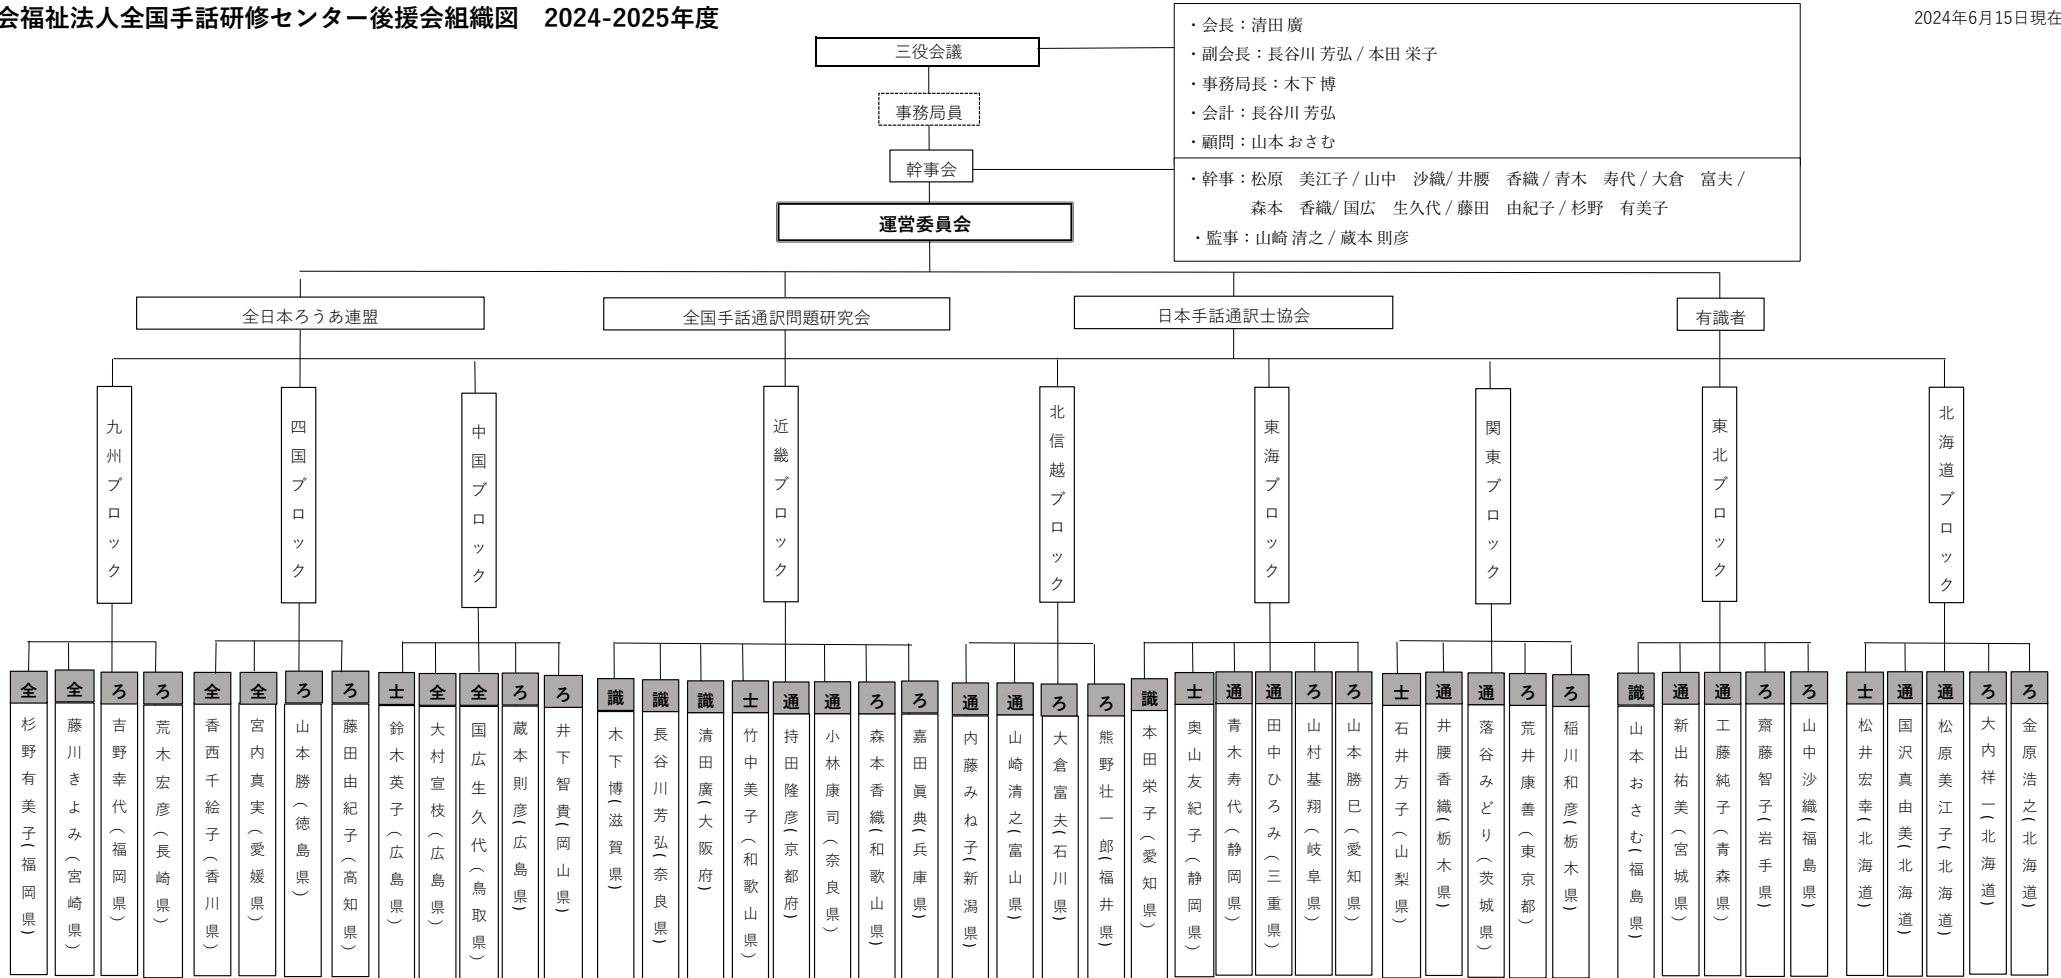 会福祉法人全国手話研修センター後援会組織図　2024-2025年度
2024年6月15日現在
三役会議
・会長：清田 廣
・副会長：長谷川 芳弘 / 本田 栄子
・事務局長：木下 博
・会計：長谷川 芳弘
・顧問：山本 おさむ
事務局員
幹事会
・幹事：松原　美江子 / 山中　沙織/ 井腰　香織 / 青木　寿代 / 大倉　富夫 /
森本　香織/ 国広　生久代 / 藤田　由紀子 / 杉野　有美子
・監事：山崎 清之 / 蔵本 則彦
運営委員会
全日本ろうあ連盟
全国手話通訳問題研究会
日本手話通訳士協会
有識者
九州ブロック
四国ブロック
中国ブロック
近畿ブロック
北信越ブロック
東海ブロック
関東ブロック
東北ブロック
北海道ブロック
全
杉野有美子(福岡県)
全
藤川きよみ(宮崎県)
ろ
吉野幸代(福岡県)
ろ
荒木宏彦(長崎県)
全
香西千絵子(香川県)
全
宮内真実(愛媛県)
ろ
山本勝(徳島県)
ろ
藤田由紀子(高知県)
士
鈴木英子(広島県)
全
大村宣枝(広島県)
全
国広生久代(鳥取県)
ろ
蔵本則彦(広島県)
ろ
井下智貴(岡山県)
識
木下博(滋賀県)
識
長谷川芳弘(奈良県)
識
清田廣(大阪府)
士
竹中美子(和歌山県)
通
持田隆彦(京都府)
通
小林康司(奈良県)
ろ
森本香織(和歌山県)
ろ
嘉田眞典(兵庫県)
通
内藤みね子(新潟県)
通
山崎清之(富山県)
ろ
大倉富夫(石川県)
ろ
熊野壮一郎(福井県)
識
本田栄子(愛知県)
士
奥山友紀子(静岡県)
通
青木寿代(静岡県)
通
田中ひろみ(三重県)
ろ
山村基翔(岐阜県)
ろ
山本勝巳(愛知県)
士
石井方子(山梨県)
通
井腰香織(栃木県)
通
落谷みどり(茨城県)
ろ
荒井康善(東京都)
ろ
稲川和彦(栃木県)
識
山本おさむ(福島県)
通
新出祐美(宮城県)
通
工藤純子(青森県)
ろ
齋藤智子(岩手県)
ろ
山中沙織(福島県)
士
松井宏幸(北海道)
通
国沢真由美(北海道)
通
松原美江子(北海道)
ろ
大内祥一(北海道)
ろ
金原浩之(北海道)